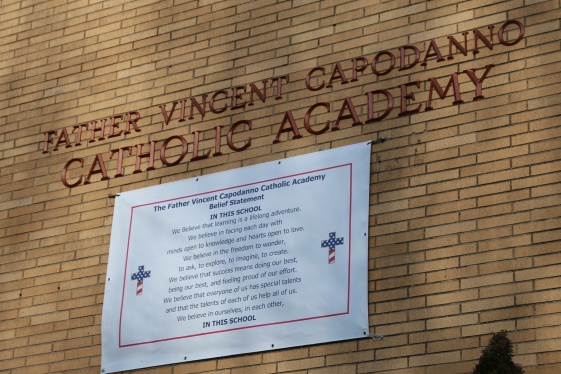 FATHER VINCENT CAPODANNO
CATHOLIC ACADEMY
The Father Vincent Capodanno Catholic Academy
Belief Statement
IN THIS SCHOOL
We Believe that learning is a lifelong adventure.
We believe in facing each day with
minds open to knowledge and hearts open to love.
We believe in the freedom to wonder,
to ask, to explore, to imagine, to create.
We believe that success means doing our best,
being our best, and feeling proud of our effort.
We believe that everyone of us has special talents
and that the talents of each of us help all of us.
We believe in ourselves, in each other,
IN THIS SCHOOL